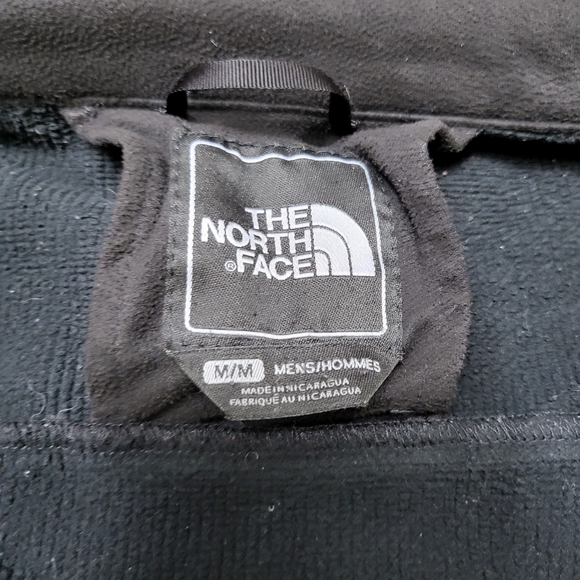 THE
NORTH
®FACE
M/M MENS/HOMMES
MADE IN NICARAGUA
FABRIQUÉ AU NICARAGUA